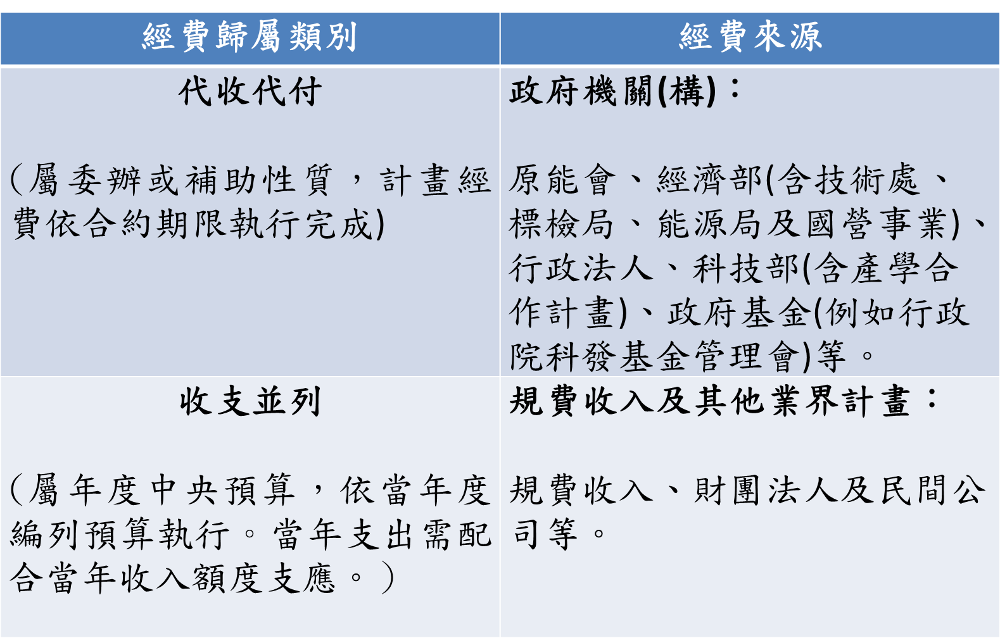 經費歸屬類別
經費來源
代收代付
(屬委辦或補助性質，計畫經
費依合約期限執行完成)
政府機關(構)：
原能會、經濟部(含技術處、
標檢局、能源局及國營事業)、
行政法人、科技部(含產學合
作計畫)、政府基金(例如行政
院科發基金管理會)等。
收支並列
(屬年度中央預算，依當年度
編列預算執行。當年支出需配
合當年收入額度支應。)
規費收入及其他業界計畫：
規費收入、財團法人及民間公
司等。